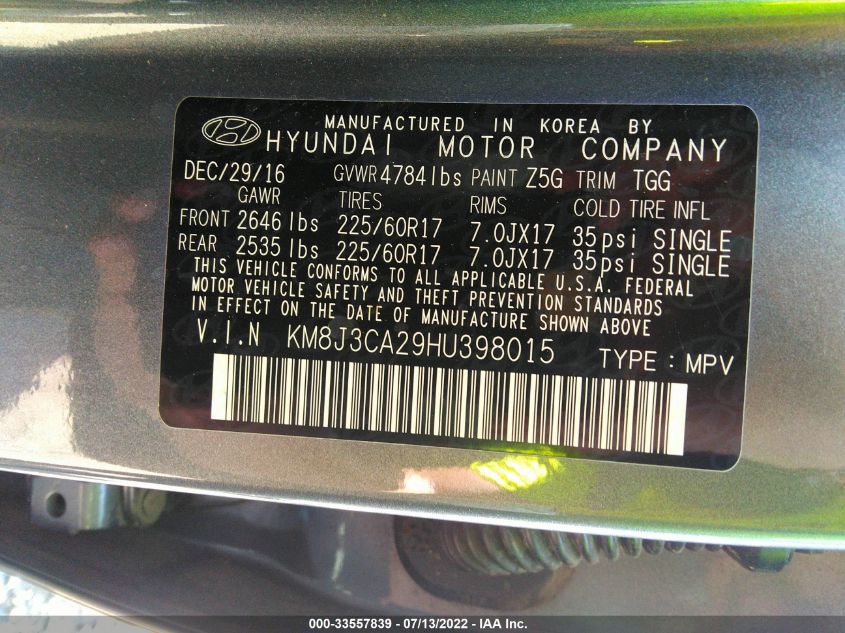 MANUFACTURED IN KOREA BY
HYUNDAI MOTOR COMPANY
DEC/29/16 GVWR 4784 lbs PAINT Z5G TRIM TGG
GAWR TIRES RIMS COLD TIRE INFL
FRONT 2646 lbs 225/60R17 7.0JX17 35psi SINGLE
REAR 2535 lbs 225/60R17 7.0JX17 35psi SINGLE
THIS VEHICLE CONFORMS TO ALL APPLICABLE U.S.A. FEDERAL
MOTOR VEHICLE SAFETY AND THEFT PREVENTION STANDARDS
IN EFFECT ON THE DATE OF MANUFACTURE SHOWN ABOVE
V.I.N KM8J3CA29HU398015 TYPE : MPV
000-33557839 - 07/13/2022 - IAA Inc.